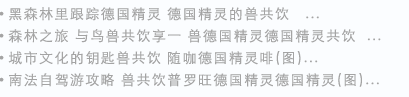 • 黑森林里跟踪德国精灵 德国精灵的兽共饮 ...
• 森林之旅 与鸟兽共饮享一 兽德国精灵德国精灵共饮 ...
• 城市文化的钥匙兽共饮 随咖德国精灵啡(图)...
• 南法自驾游攻略 兽共饮普罗旺德国精灵德国精灵(图)...